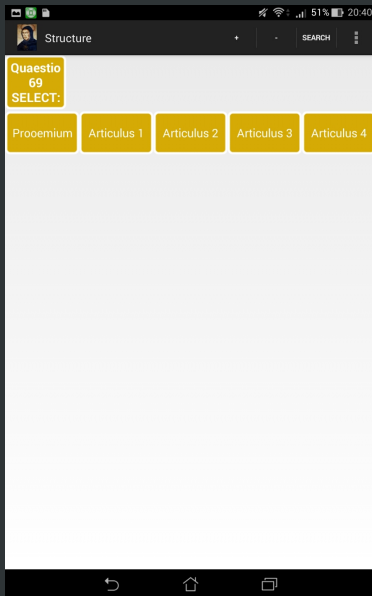 51% 20:40
Structure + - SEARCH
Quaestio
69
SELECT:
Prooemium Articulus 1 Articulus 2 Articulus 3 Articulus 4